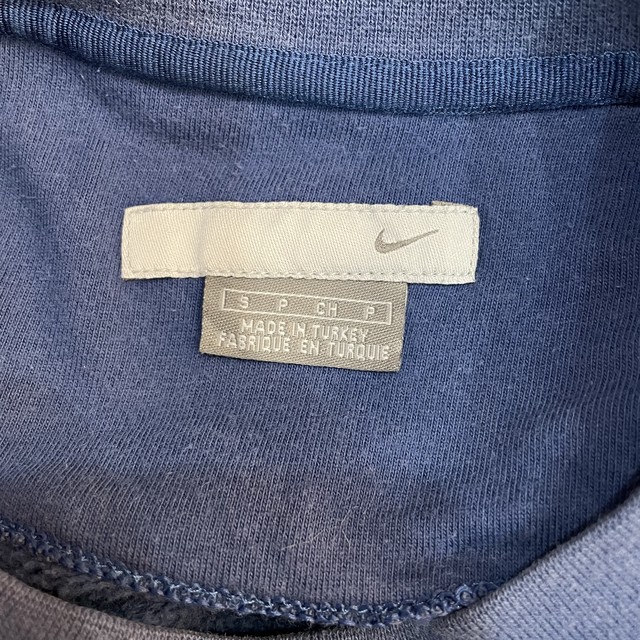 S P CH P
MADE IN TURKEY
FABRIQUE EN TURQUIE